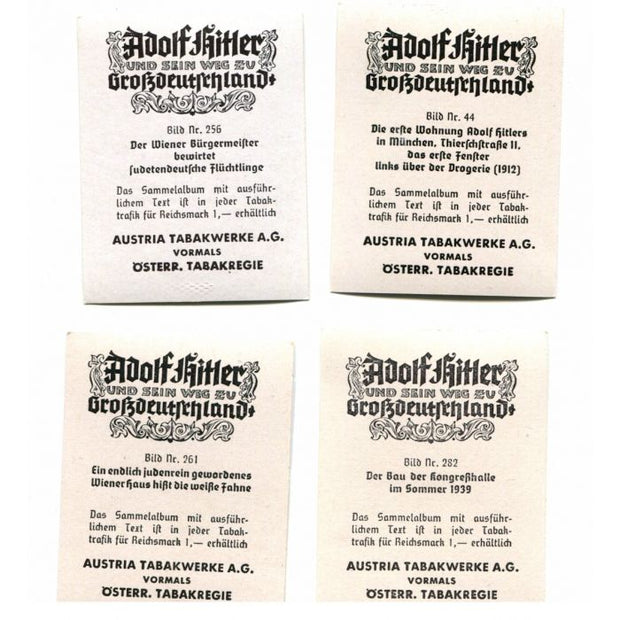 Adolf Hitler
UND SEIN WEG ZU
Großdeutschland
Bild Nr. 256
Der Wiener Bürgermeister
bewirtet
sudetendeutsche Flüchtlinge
Das Sammelalbum mit ausführ-
lichem Text ist in jeder Tabak-
trafik für Reichsmark 1,— erhältlich
AUSTRIA TABAKWERKE A.G.
VORMALS
ÖSTERR. TABAKREGIE
Adolf Hitler
UND SEIN WEG ZU
Großdeutschland
Bild Nr. 44
Die erste Wohnung Adolf Hitlers
in München, Thierschstraße II,
das erste Fenster
links über der Drogerie (1912)
Das Sammelalbum mit ausführ-
lichem Text ist in jeder Tabak-
trafik für Reichsmark 1,— erhältlich
AUSTRIA TABAKWERKE A.G.
VORMALS
ÖSTERR. TABAKREGIE
Adolf Hitler
UND SEIN WEG ZU
Großdeutschland
Bild Nr. 261
Ein endlich judenrein gewordenes
Wiener Haus hißt die weiße Fahne
Das Sammelalbum mit ausführ-
lichem Text ist in jeder Tabak-
trafik für Reichsmark 1,— erhältlich
AUSTRIA TABAKWERKE A.G.
VORMALS
ÖSTERR. TABAKREGIE
Adolf Hitler
UND SEIN WEG ZU
Großdeutschland
Bild Nr. 282
Der Bau der Kongreßhalle
im Sommer 1939
Das Sammelalbum mit ausführ-
lichem Text ist in jeder Tabak-
trafik für Reichsmark 1,— erhältlich
AUSTRIA TABAKWERKE A.G.
VORMALS
ÖSTERR. TABAKREGIE